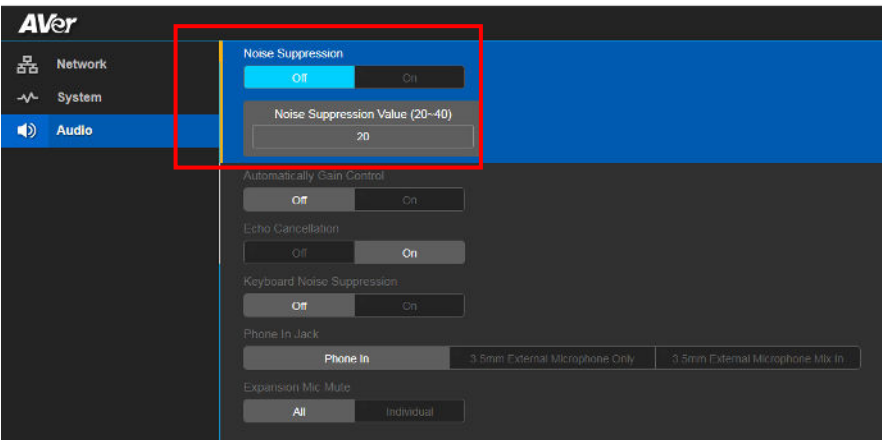 AVer
Network
System
Audio
Noise Suppression
Off On
Noise Suppression Value (20~40)
20
Automatically Gain Control
Off On
Echo Cancellation
Off On
Keyboard Noise Suppression
Off On
Phone In Jack
Phone In 3.5mm External Microphone Only 3.5mm External Microphone Mix In
Expansion Mic Mute
All Individual